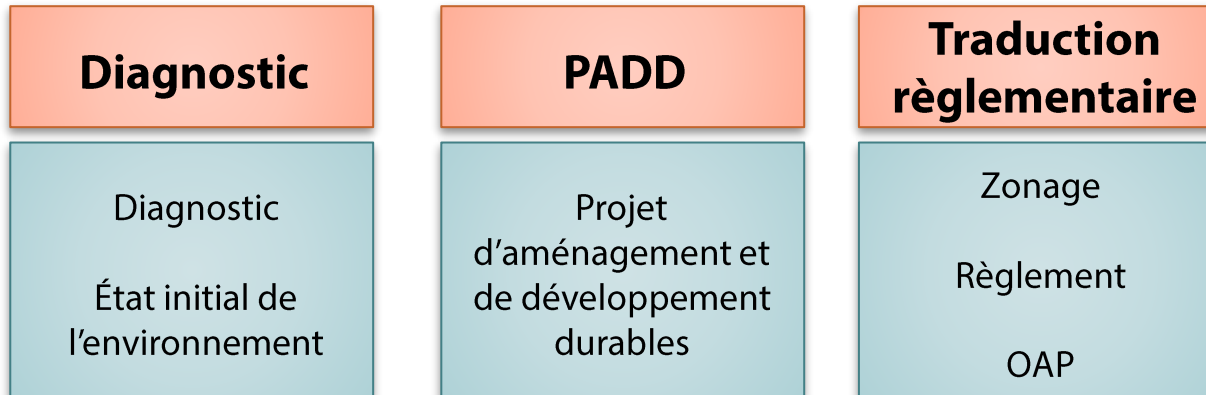 Diagnostic
Diagnostic
État initial de
l'environnement
PADD
Projet
d'aménagement et
de développement
durables
Traduction
règlementaire
Zonage
Règlement
OAP